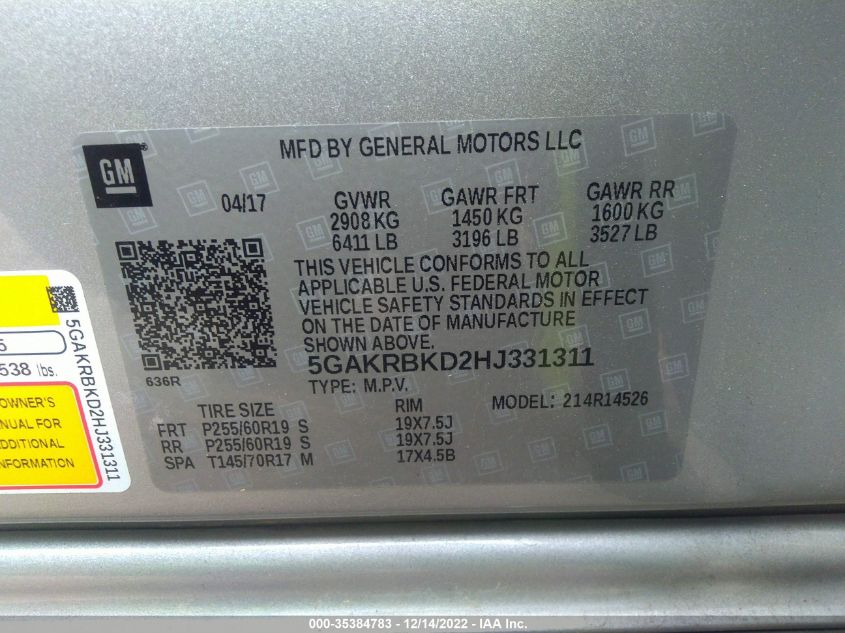 GM
MFD BY GENERAL MOTORS LLC
04/17 GVWR GAWR FRT GAWR RR
2908 KG 1450 KG 1600 KG
6411 LB 3196 LB 3527 LB
THIS VEHICLE CONFORMS TO ALL
APPLICABLE U.S. FEDERAL MOTOR
VEHICLE SAFETY STANDARDS IN EFFECT
ON THE DATE OF MANUFACTURE
SHOWN ABOVE.
636R
5GAKRBKD2HJ331311
TYPE: M.P.V. MODEL: 214R14526
TIRE SIZE RIM
FRT P255/60R19 S 19X7.5J
RR P255/60R19 S 19X7.5J
SPA T145/70R17 M 17X4.5B
5GAKRBKD2HJ331311
538 lbs.
OWNER'S
ANUAL FOR
ADDITIONAL
INFORMATION
000-35384783 - 12/14/2022 - IAA Inc.